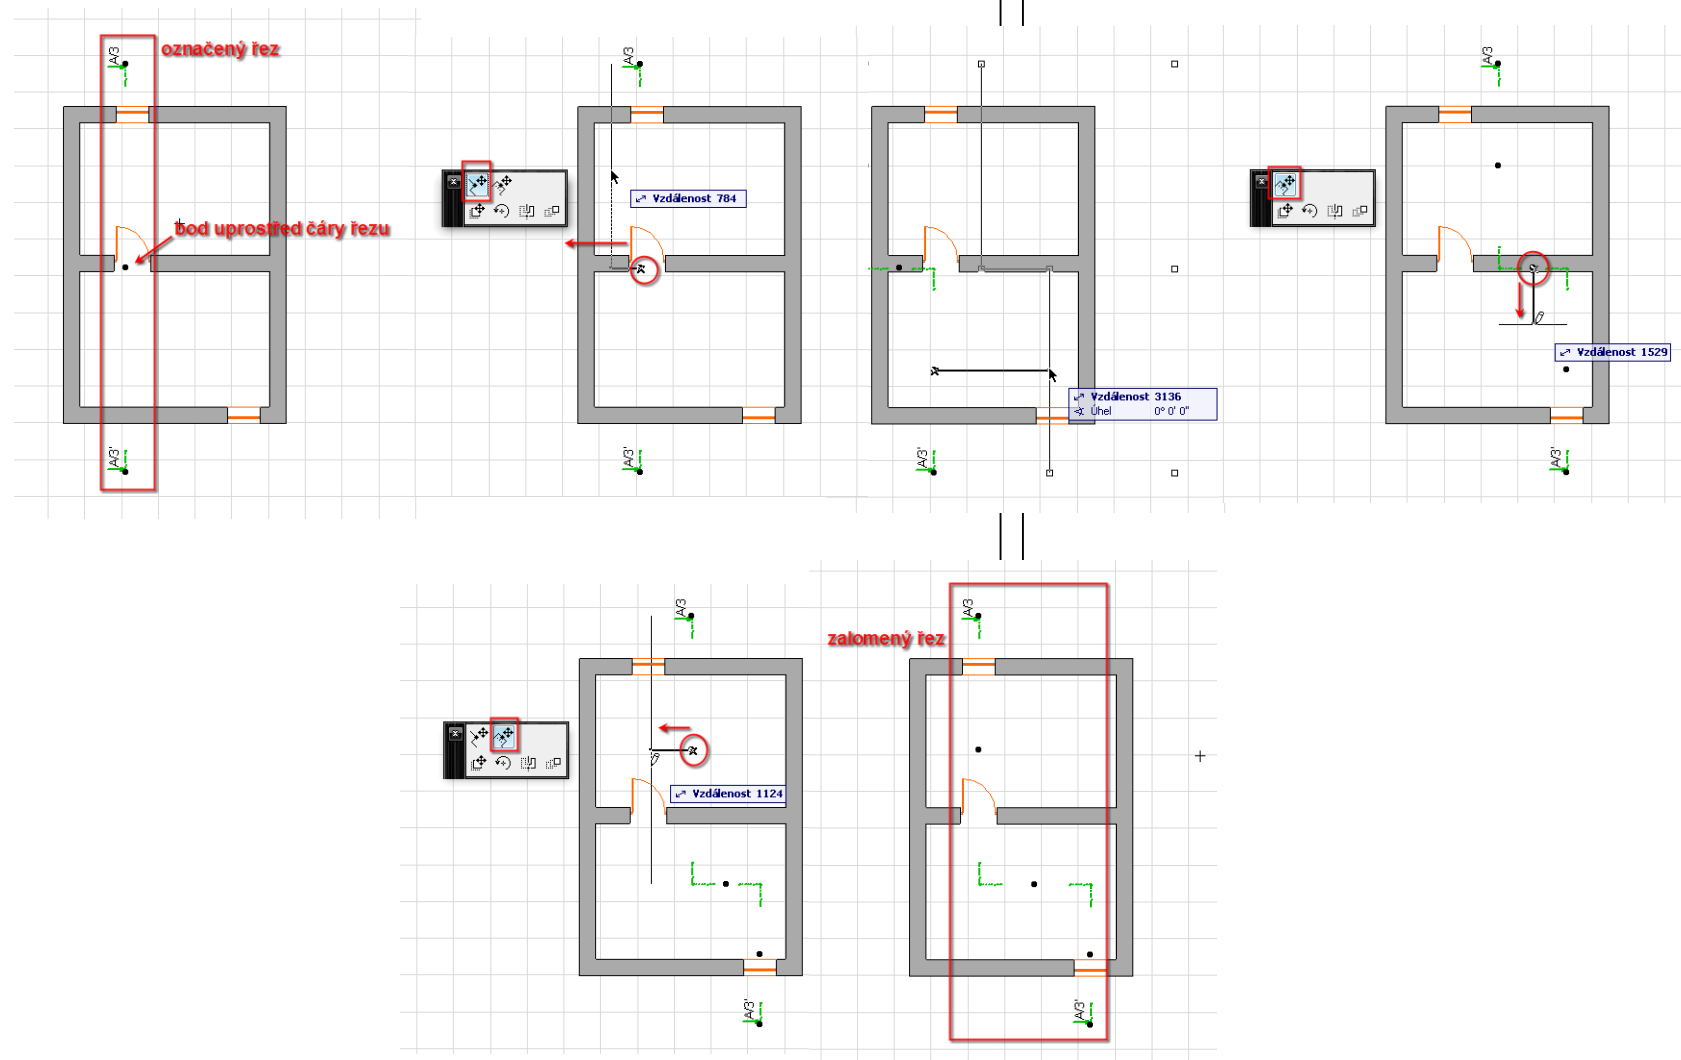 A/3
označený řez
bod uprostřed čáry řezu
A/3'
A/3
Vzdálenost 784
A/3'
Vzdálenost 3136
Úhel 0° 0' 0"
A/3'
A/3
Vzdálenost 1529
A/3'
A/3
Vzdálenost 1124
A/3'
A/3
zalomený řez
A/3'